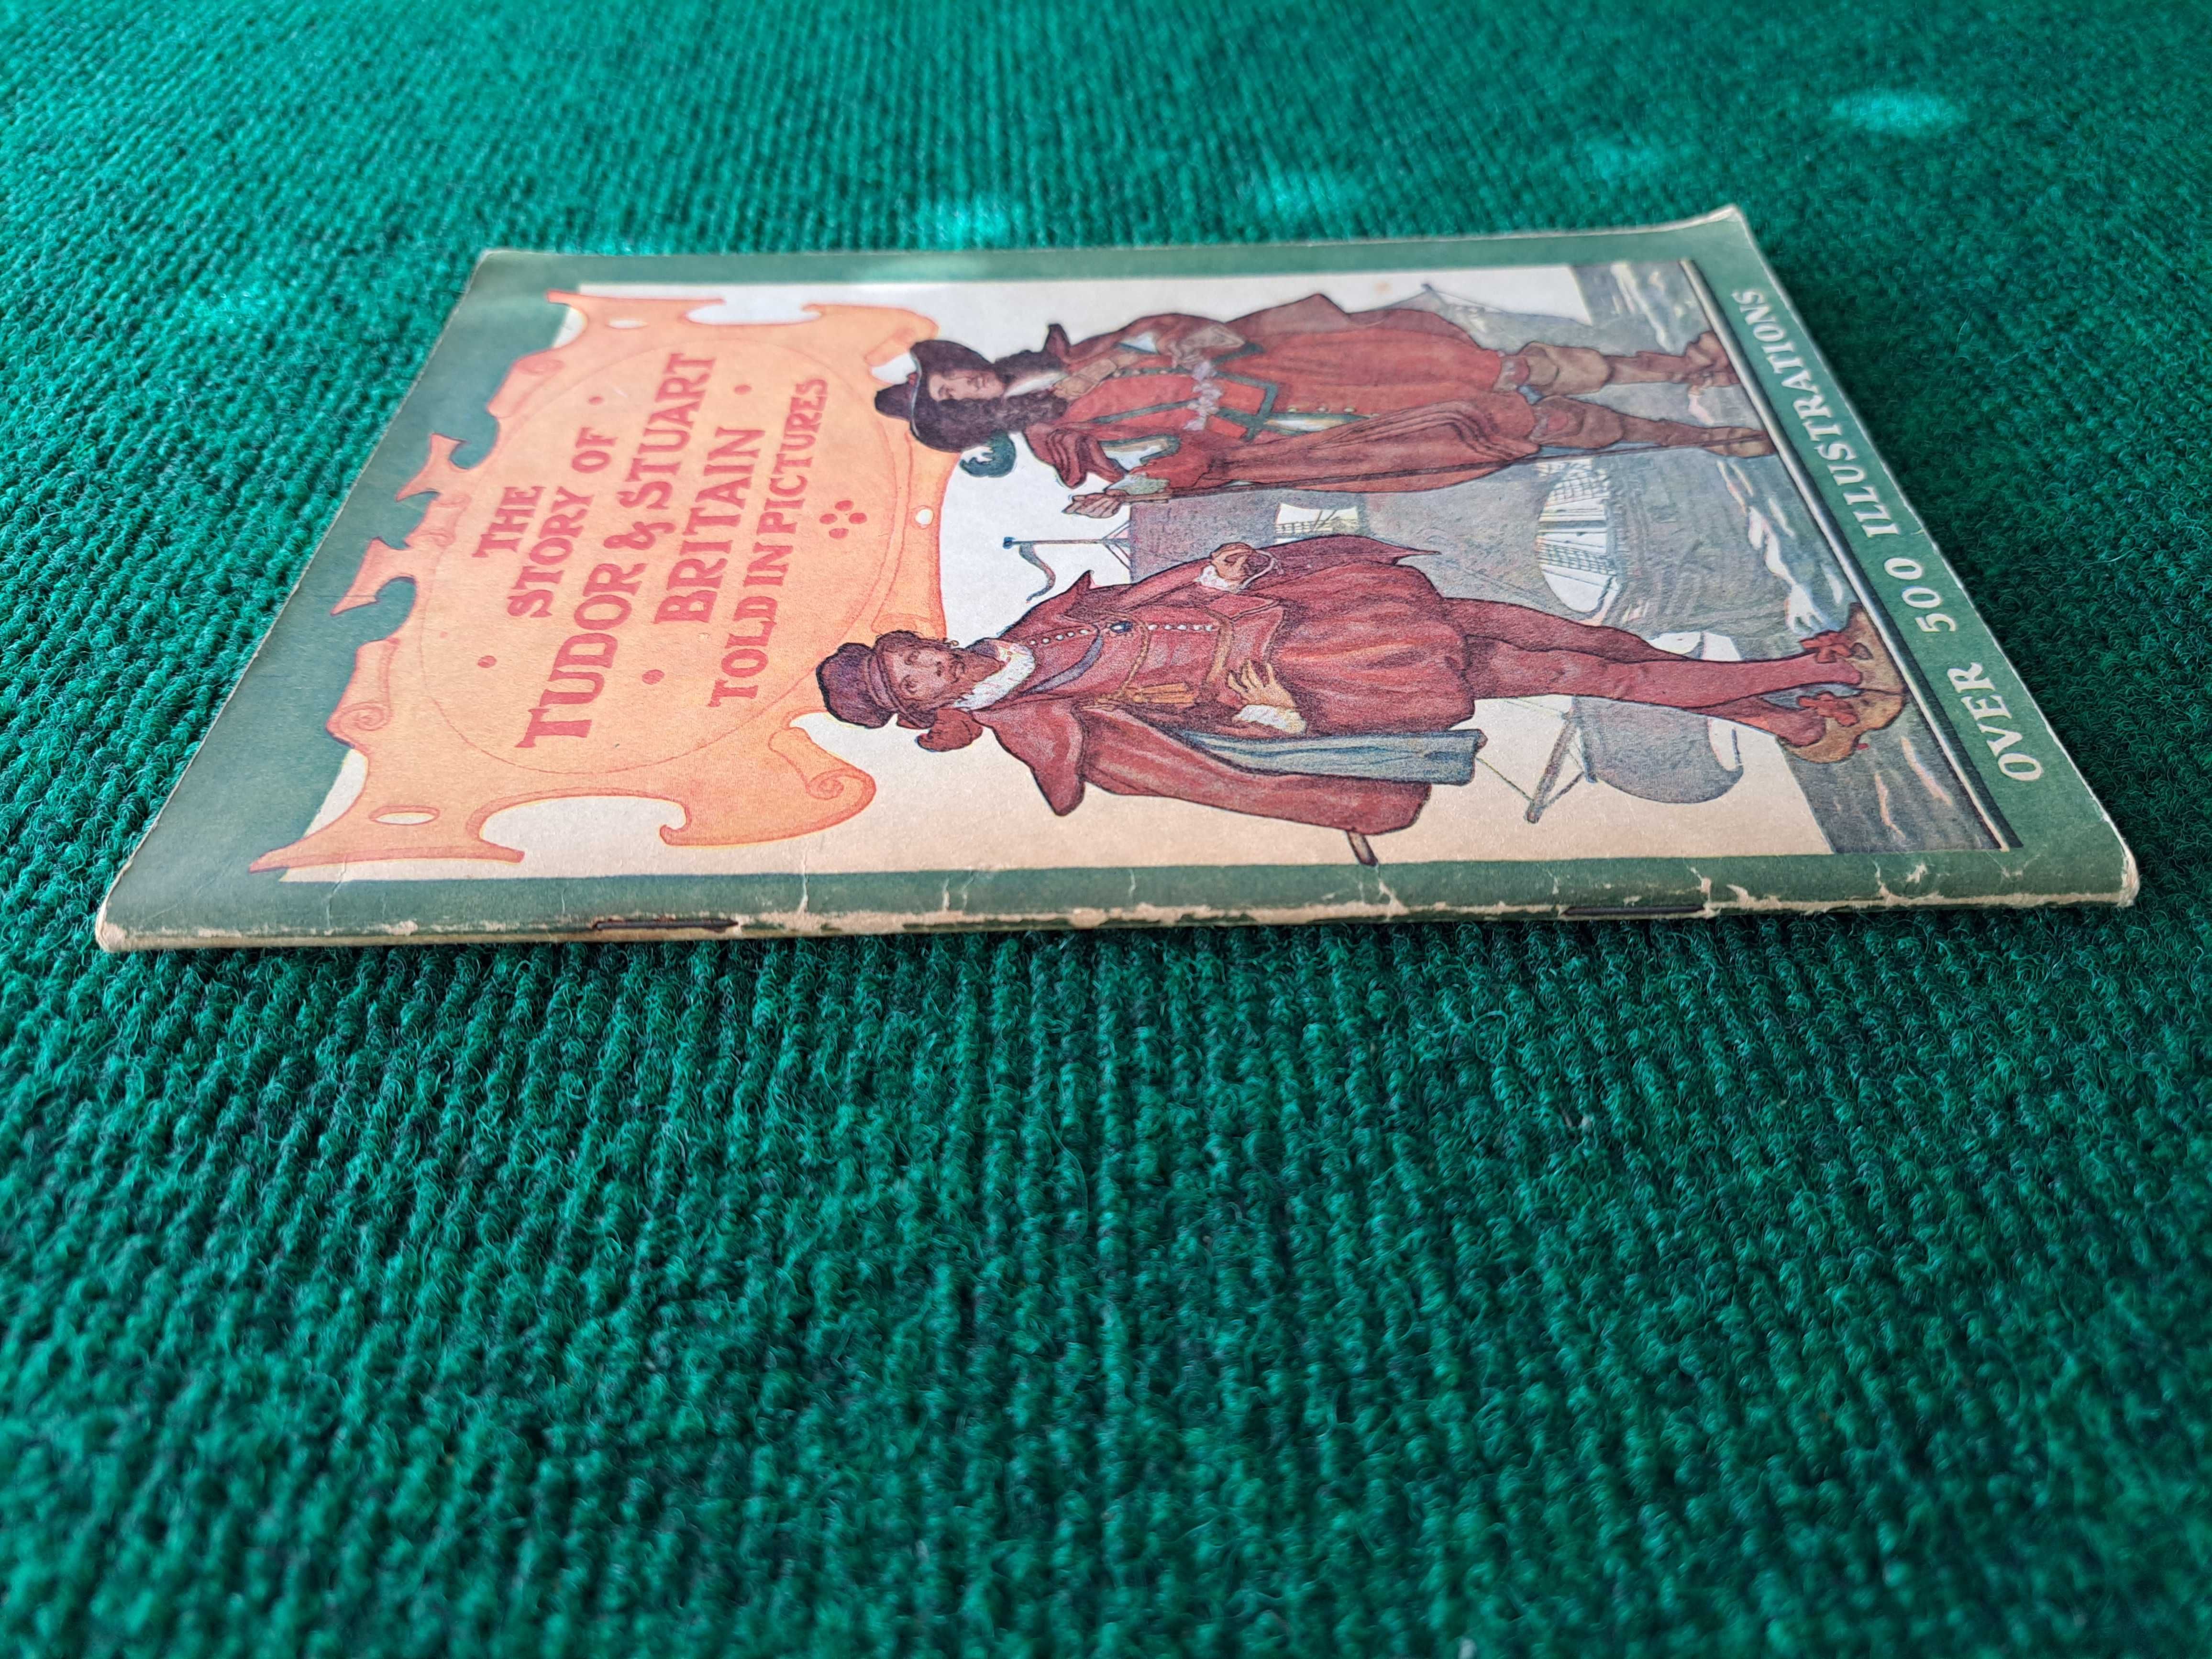 THE
STORY OF
TUDOR & STUART
BRITAIN
TOLD IN PICTURES
OVER 500 ILLUSTRATIONS